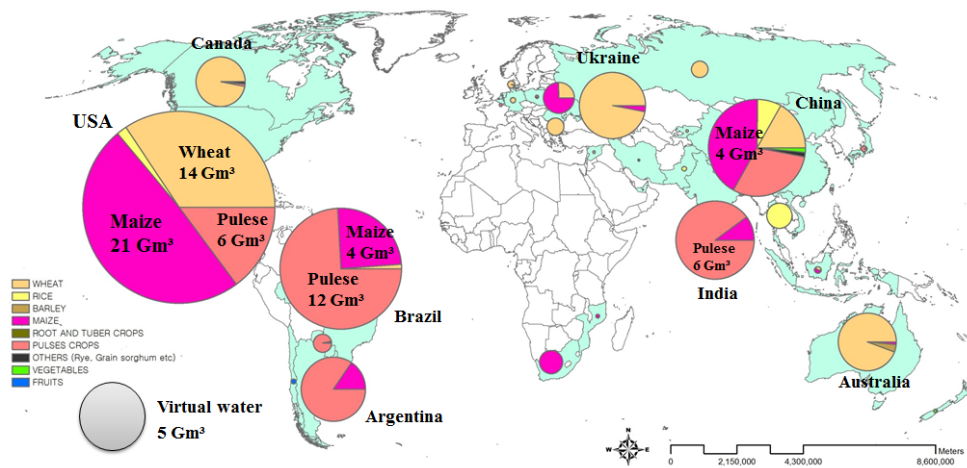 Canada
Ukraine
China
USA
Wheat
14 Gm³
Maize
4 Gm³
Maize
21 Gm³
Pulese
6 Gm³
Maize
4 Gm³
Pulese
12 Gm³
Brazil
Pulese
6 Gm³
India
WHEAT
RICE
BARLEY
MAIZE,
ROOT AND TUBER CROPS
PULSES CROPS
OTHERS (Rye, Grain sorghum etc)
VEGETABLES
FRUITS
Argentina
Australia
Virtual water
5 Gm³
N
W E
S
Meters
0 2,150,000 4,300,000 8,600,000